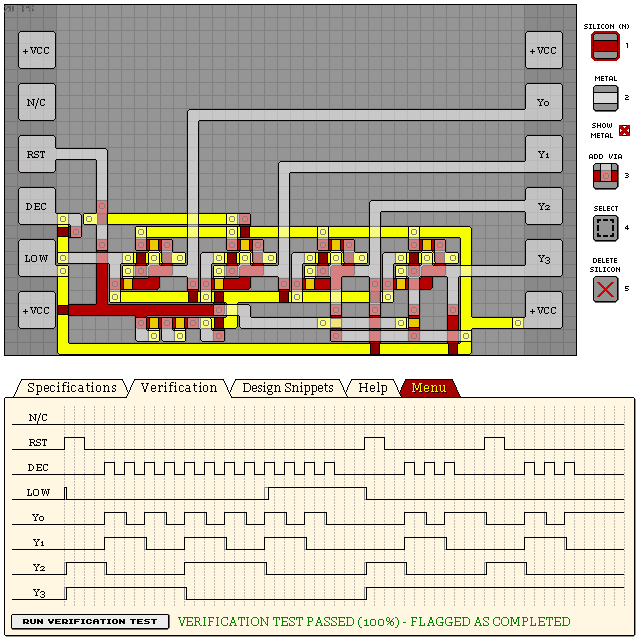 +VCC
+VCC
N/C
Y0
RST
Y1
DEC
Y2
LOW
Y3
+VCC
+VCC
SILICON (N)
1
METAL
2
SHOW METAL
ADD VIA
3
SELECT
4
DELETE SILICON
5
Specifications
Verification
Design Snippets
Help
Menu
N/C
RST
DEC
LOW
Y0
Y1
Y2
Y3
RUN VERIFICATION TEST
VERIFICATION TEST PASSED (100%) - FLAGGED AS COMPLETED